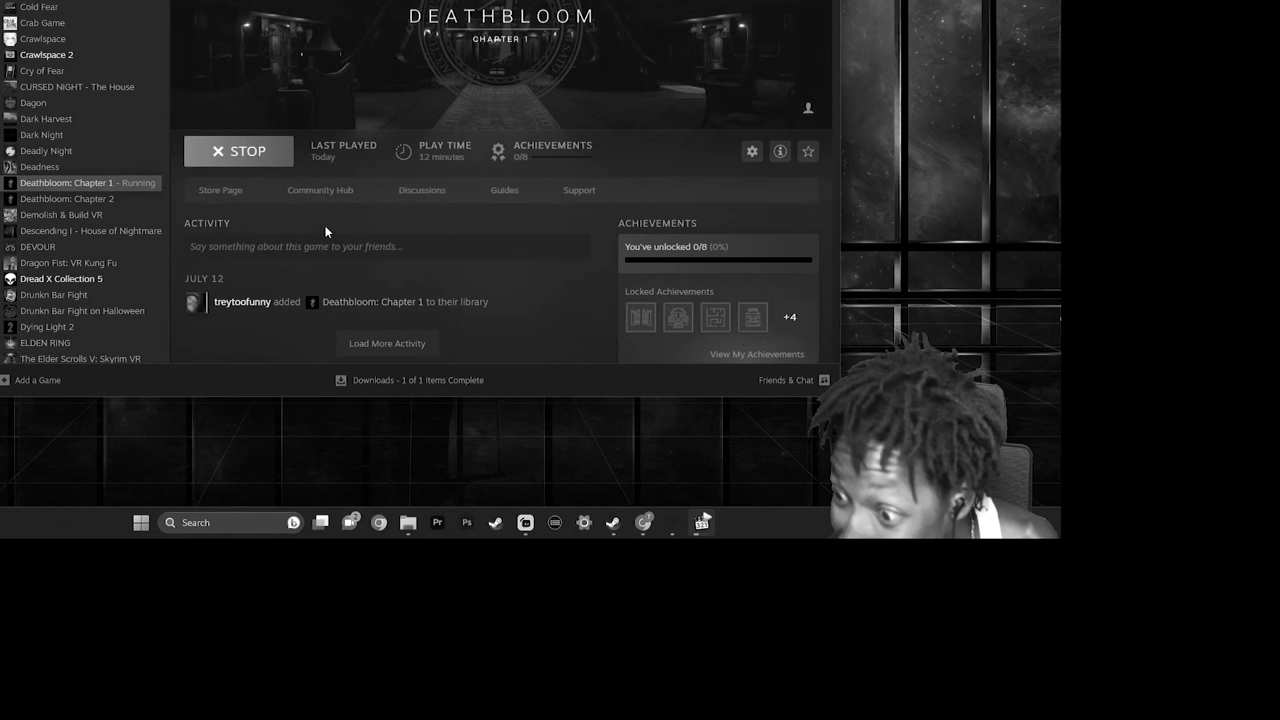 Cold Fear
Crab Game
Crawlspace
Crawlspace 2
Cry of Fear
CURSED NIGHT - The House
Dagon
Dark Harvest
Dark Night
Deadly Night
Deadness
Deathbloom: Chapter 1 - Running
Deathbloom: Chapter 2
Demolish & Build VR
Descending I - House of Nightmare
DEVOUR
Dragon Fist: VR Kung Fu
Dread X Collection 5
Drunkn Bar Fight
Drunkn Bar Fight on Halloween
Dying Light 2
ELDEN RING
The Elder Scrolls V: Skyrim VR
DEATHBLOOM
CHAPTER 1
STOP
LAST PLAYED
Today
PLAY TIME
12 minutes
ACHIEVEMENTS
0/8
Store Page
Community Hub
Discussions
Guides
Support
ACTIVITY
Say something about this game to your friends...
JULY 12
treytoofunny added Deathbloom: Chapter 1 to their library
Load More Activity
ACHIEVEMENTS
You've unlocked 0/8 (0%)
Locked Achievements
+4
View My Achievements
Add a Game
Downloads - 1 of 1 Items Complete
Friends & Chat
Search
2
Pr
Ps
1